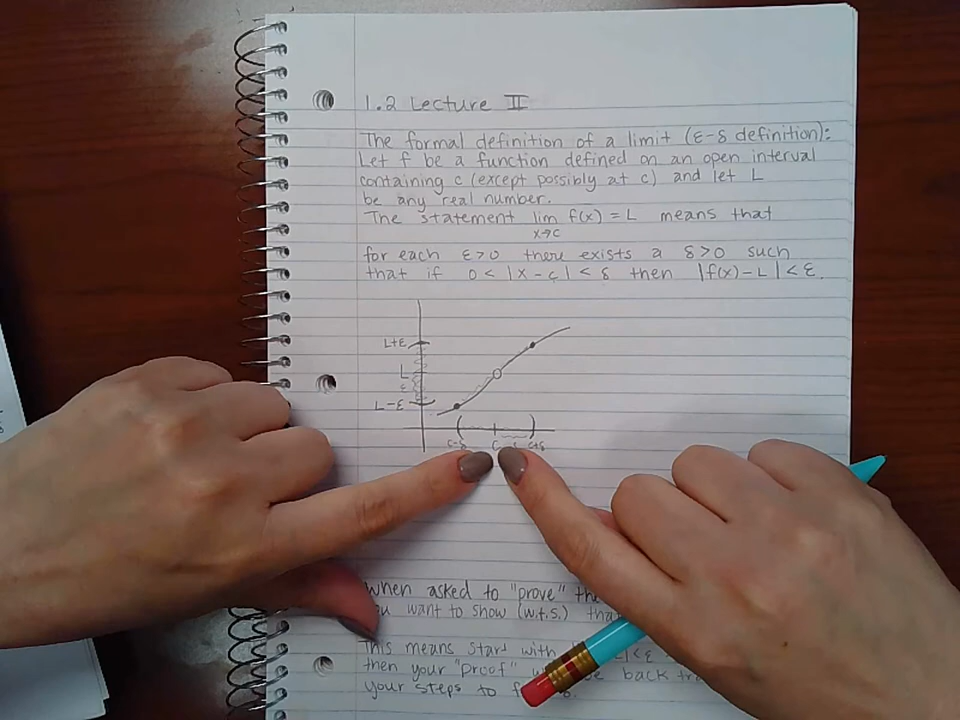 1.2 Lecture II
The formal definition of a limit (ε-δ definition):
Let f be a function defined on an open interval
containing c (except possibly at c) and let L
be any real number.
The statement lim f(x) = L means that
x→c
for each ε>0 there exists a δ>0 such
that if 0 < |x-c| < δ then |f(x)-L| < ε.
L+ε
L
ε
L-ε
c-δ c δ c+δ
When asked to "prove"
you want to show (w.t.s.)
This means start with |<ε
then your "proof" back
your steps to